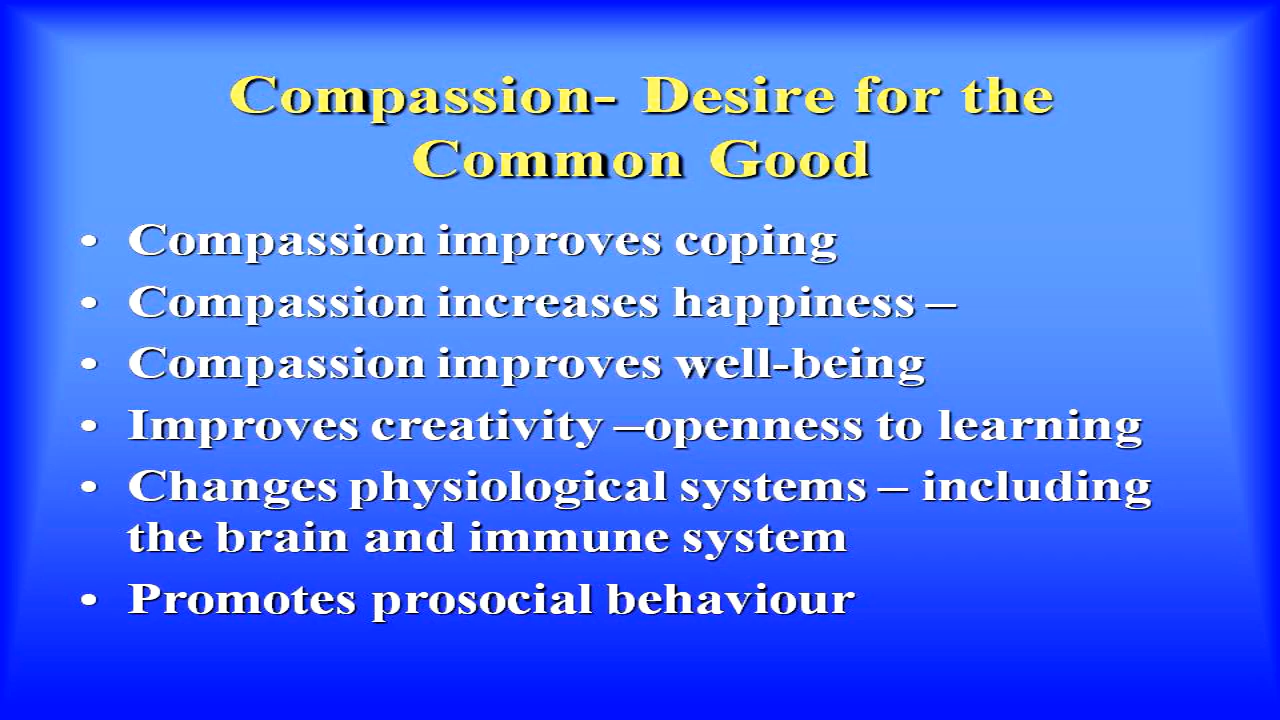 Compassion- Desire for the
Common Good
• Compassion improves coping
• Compassion increases happiness –
• Compassion improves well-being
• Improves creativity –openness to learning
• Changes physiological systems – including
the brain and immune system
• Promotes prosocial behaviour